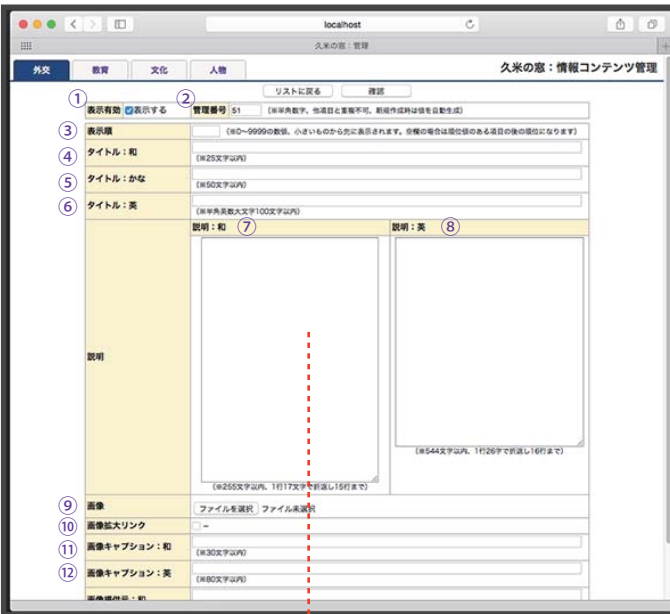 localhost
久米の窓：管理
外交 教育 文化 人物 久米の窓：情報コンテンツ管理
リストに戻る 確認
① 表示有効 表示する ② 管理番号 51 (※半角数字、他項目と重複不可、新規作成時は値を自動生成)
③ 表示順 (※0〜9999の数値、小さいものから先に表示されます。空欄の場合は順位値のある項目の後の順位になります)
④ タイトル：和
(※25文字以内)
⑤ タイトル：かな
(※50文字以内)
⑥ タイトル：英
(※半角英数大文字100文字以内)
説明：和 ⑦ 説明：英 ⑧
説明
(※544文字以内、1行26字で折返し16行まで)
(※255文字以内、1行17文字で折返し15行まで)
⑨ 画像 ファイルを選択 ファイル未選択
⑩ 画像拡大リンク –
⑪ 画像キャプション：和
(※30文字以内)
⑫ 画像キャプション：英
(※80文字以内)
画像提供元：和